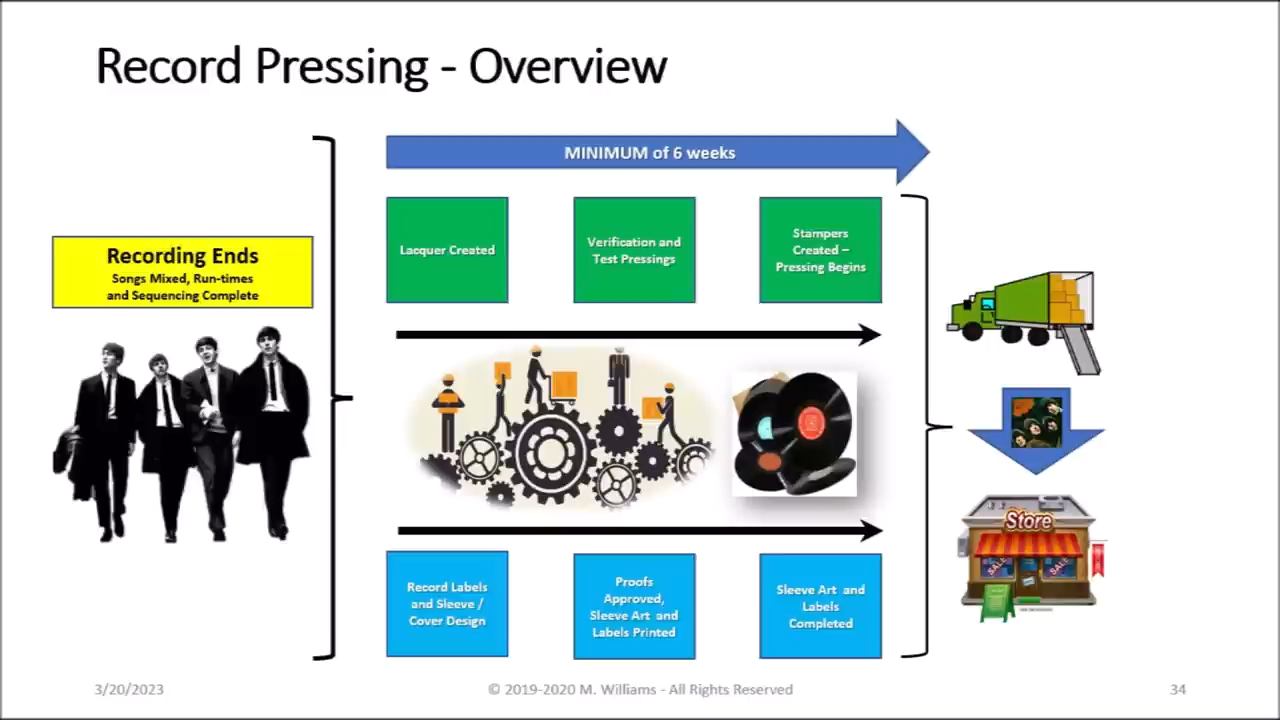 Record Pressing - Overview
MINIMUM of 6 weeks
Recording Ends
Songs Mixed, Run-times
and Sequencing Complete
Lacquer Created
Verification and
Test Pressings
Stampers
Created –
Pressing Begins
Store
SALE
SALE
Record Labels
and Sleeve /
Cover Design
Proofs
Approved,
Sleeve Art and
Labels Printed
Sleeve Art and
Labels
Completed
3/20/2023
© 2019-2020 M. Williams - All Rights Reserved
34